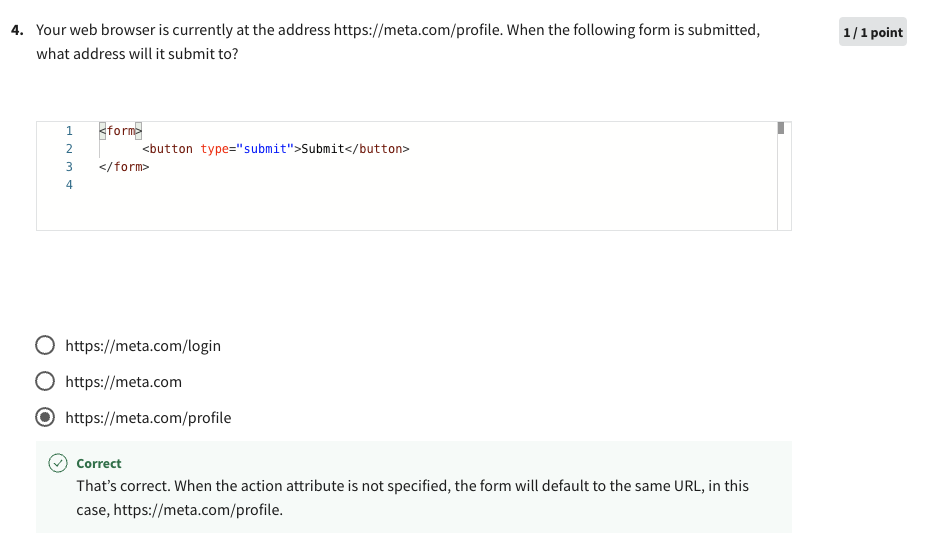 4. Your web browser is currently at the address https://meta.com/profile. When the following form is submitted,
what address will it submit to?
1 / 1 point
1 <form>
2 <button type="submit">Submit</button>
3 </form>
4
https://meta.com/login
https://meta.com
https://meta.com/profile
Correct
That’s correct. When the action attribute is not specified, the form will default to the same URL, in this
case, https://meta.com/profile.